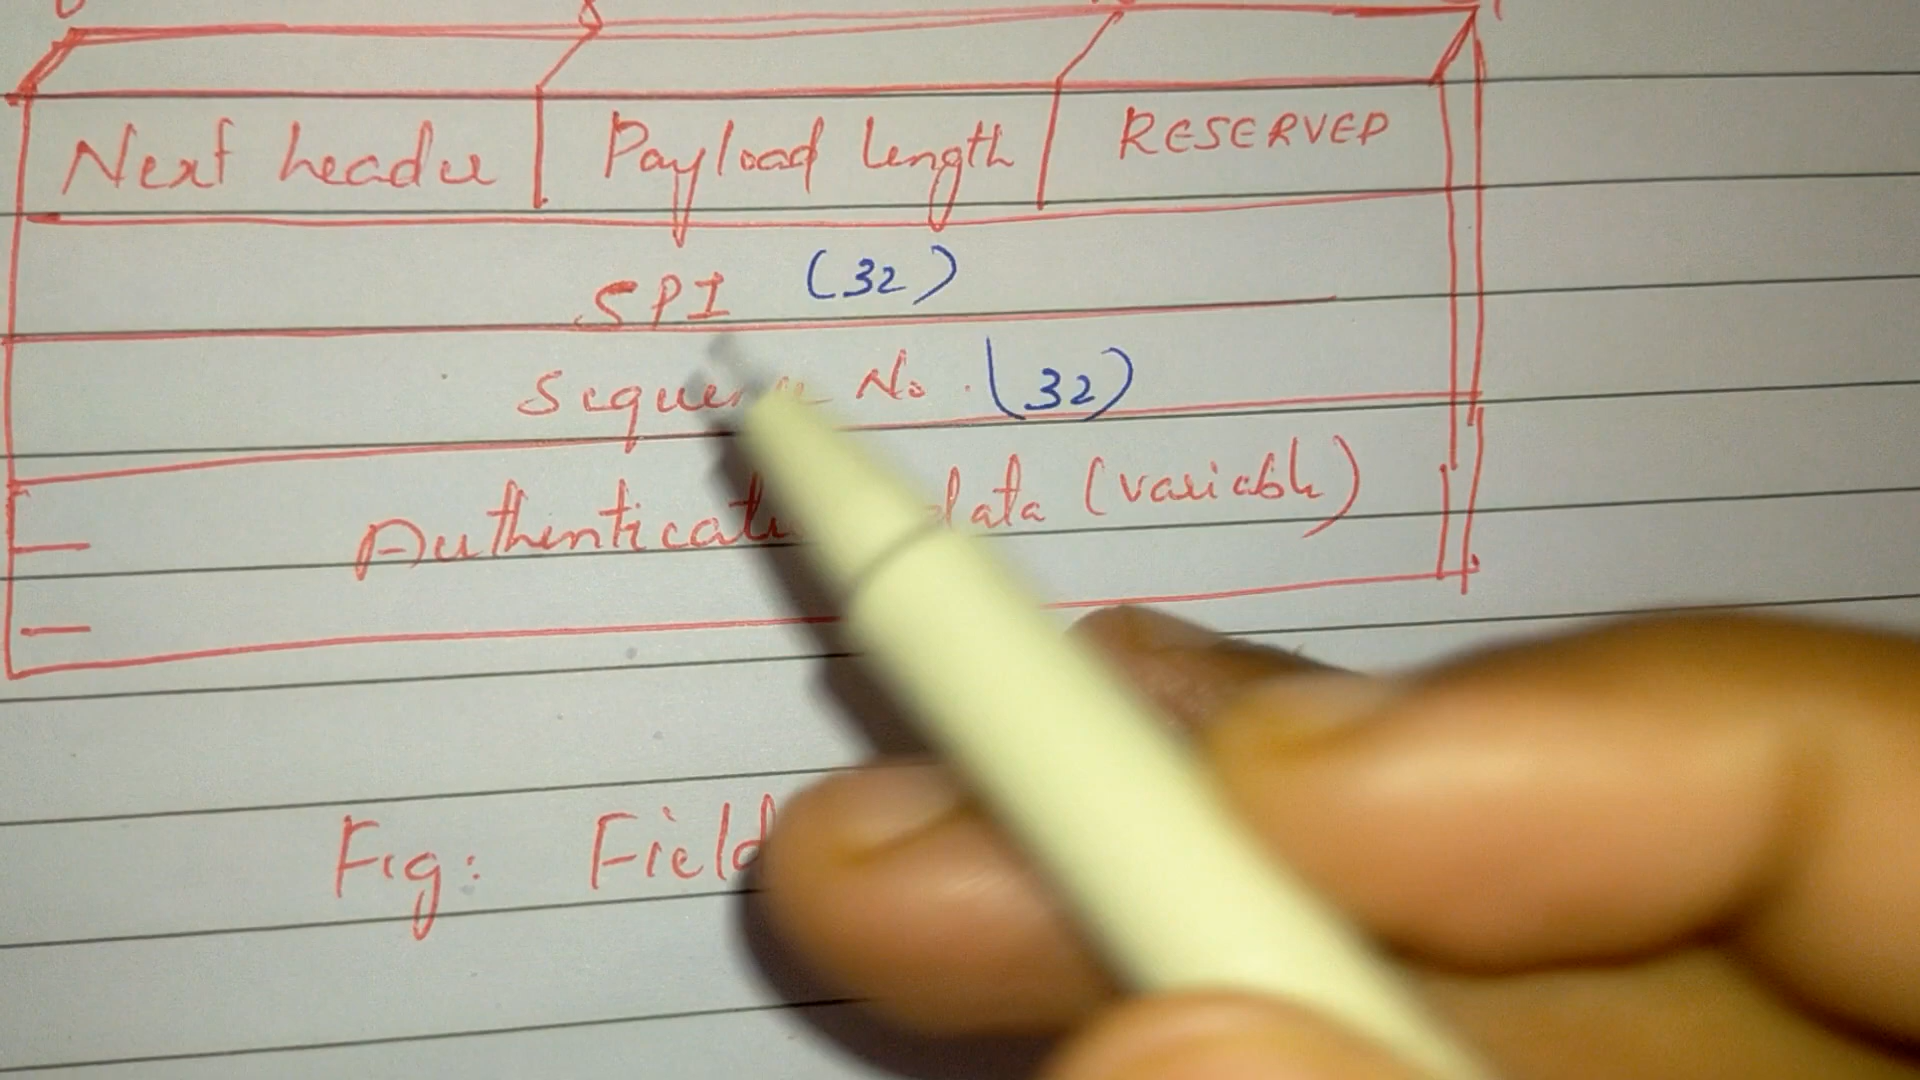 Next header Payload length RESERVED
SPI (32)
Sequence No. (32)
data (variable)
Fig: Field